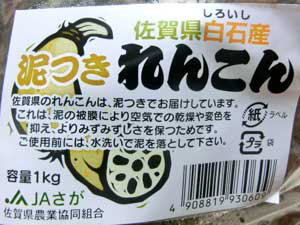 しろいし
佐賀県白石産
泥つき れんこん
佐賀県のれんこんは、泥つきでお届けしています。
これは、泥の被膜により空気での乾燥や変色を
抑え、よりみずみずしさを保つためです。
ご使用前には、水洗いで泥を落として下さい。
容量1kg
JAさが
佐賀県農業協同組合
紙 ラベル
プラ 袋
4 908819 930609